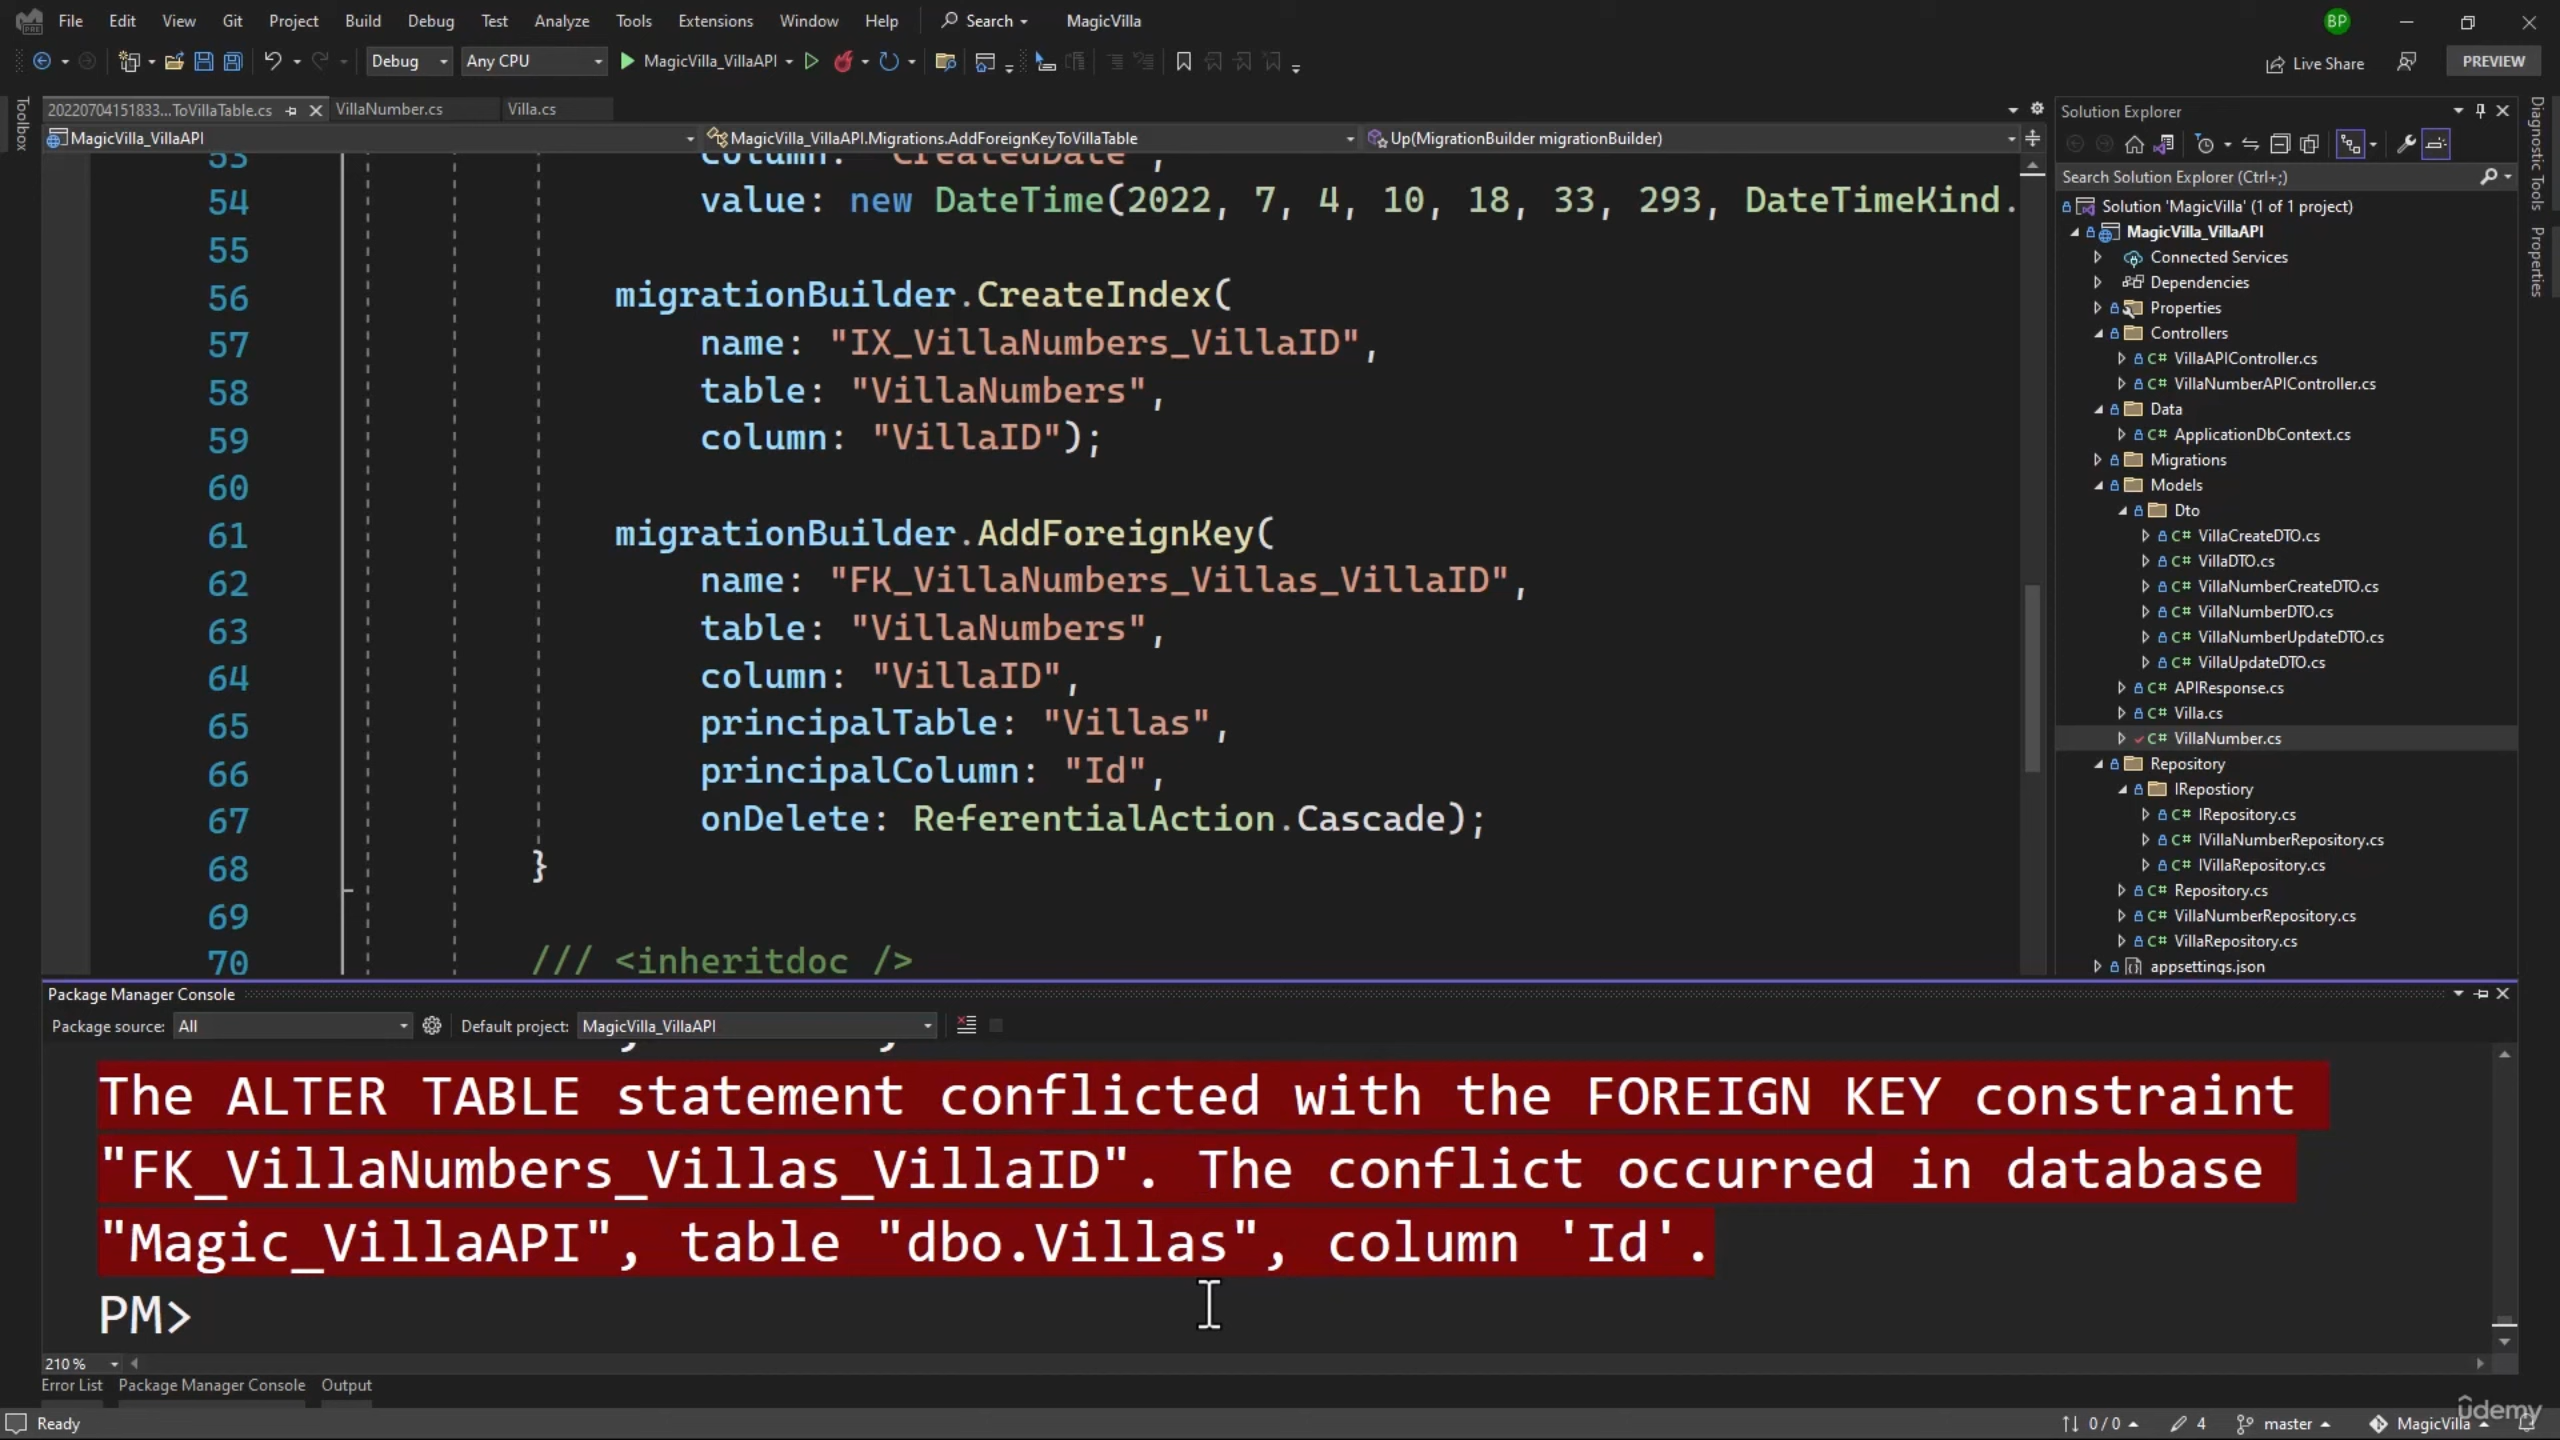 File Edit View Git Project Build Debug Test Analyze Tools Extensions Window Help Search MagicVilla BP
Debug Any CPU MagicVilla_VillaAPI Live Share PREVIEW
20220704151833...ToVillaTable.cs VillaNumber.cs Villa.cs
MagicVilla_VillaAPI MagicVilla_VillaAPI.Migrations.AddForeignKeyToVillaTable Up(MigrationBuilder migrationBuilder)
Toolbox
53 column: "CreatedDate",
54 value: new DateTime(2022, 7, 4, 10, 18, 33, 293, DateTimeKind.
55
56 migrationBuilder.CreateIndex(
57 name: "IX_VillaNumbers_VillaID",
58 table: "VillaNumbers",
59 column: "VillaID");
60
61 migrationBuilder.AddForeignKey(
62 name: "FK_VillaNumbers_Villas_VillaID",
63 table: "VillaNumbers",
64 column: "VillaID",
65 principalTable: "Villas",
66 principalColumn: "Id",
67 onDelete: ReferentialAction.Cascade);
68 }
69
70 /// <inheritdoc />
Solution Explorer
Search Solution Explorer (Ctrl+;)
Solution 'MagicVilla' (1 of 1 project)
MagicVilla_VillaAPI
Connected Services
Dependencies
Properties
Controllers
C# VillaAPIController.cs
C# VillaNumberAPIController.cs
Data
C# ApplicationDbContext.cs
Migrations
Models
Dto
C# VillaCreateDTO.cs
C# VillaDTO.cs
C# VillaNumberCreateDTO.cs
C# VillaNumberDTO.cs
C# VillaNumberUpdateDTO.cs
C# VillaUpdateDTO.cs
C# APIResponse.cs
C# Villa.cs
C# VillaNumber.cs
Repository
IRepostiory
C# IRepository.cs
C# IVillaNumberRepository.cs
C# IVillaRepository.cs
C# Repository.cs
C# VillaNumberRepository.cs
C# VillaRepository.cs
appsettings.json
Diagnostic Tools
Properties
Package Manager Console
Package source: All Default project: MagicVilla_VillaAPI
The ALTER TABLE statement conflicted with the FOREIGN KEY constraint
"FK_VillaNumbers_Villas_VillaID". The conflict occurred in database
"Magic_VillaAPI", table "dbo.Villas", column 'Id'.
PM>
210 %
Error List Package Manager Console Output
Ready 0 / 0 4 master MagicVilla
udemy